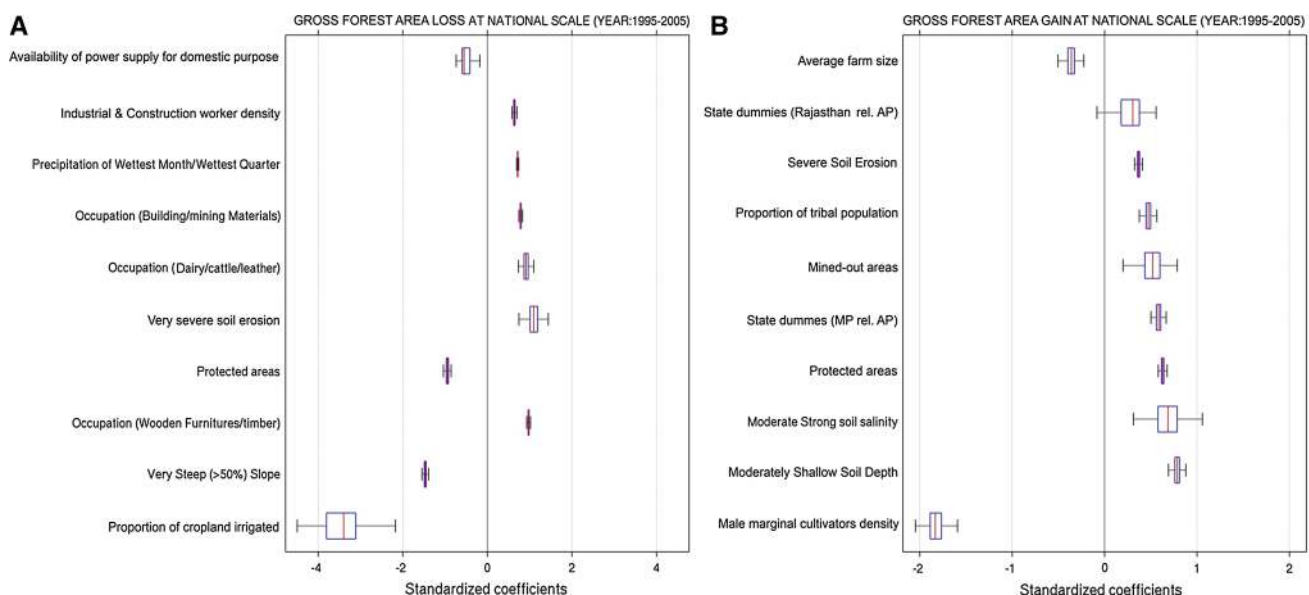 A
GROSS FOREST AREA LOSS AT NATIONAL SCALE (YEAR:1995-2005)
Availability of power supply for domestic purpose
Industrial & Construction worker density
Precipitation of Wettest Month/Wettest Quarter
Occupation (Building/mining Materials)
Occupation (Dairy/cattle/leather)
Very severe soil erosion
Protected areas
Occupation (Wooden Furnitures/timber)
Very Steep (>50%) Slope
Proportion of cropland irrigated
-4 -2 0 2 4
Standardized coefficients
B
GROSS FOREST AREA GAIN AT NATIONAL SCALE (YEAR:1995-2005)
Average farm size
State dummies (Rajasthan rel. AP)
Severe Soil Erosion
Proportion of tribal population
Mined-out areas
State dummes (MP rel. AP)
Protected areas
Moderate Strong soil salinity
Moderately Shallow Soil Depth
Male marginal cultivators density
-2 -1 0 1 2
Standardized coefficients